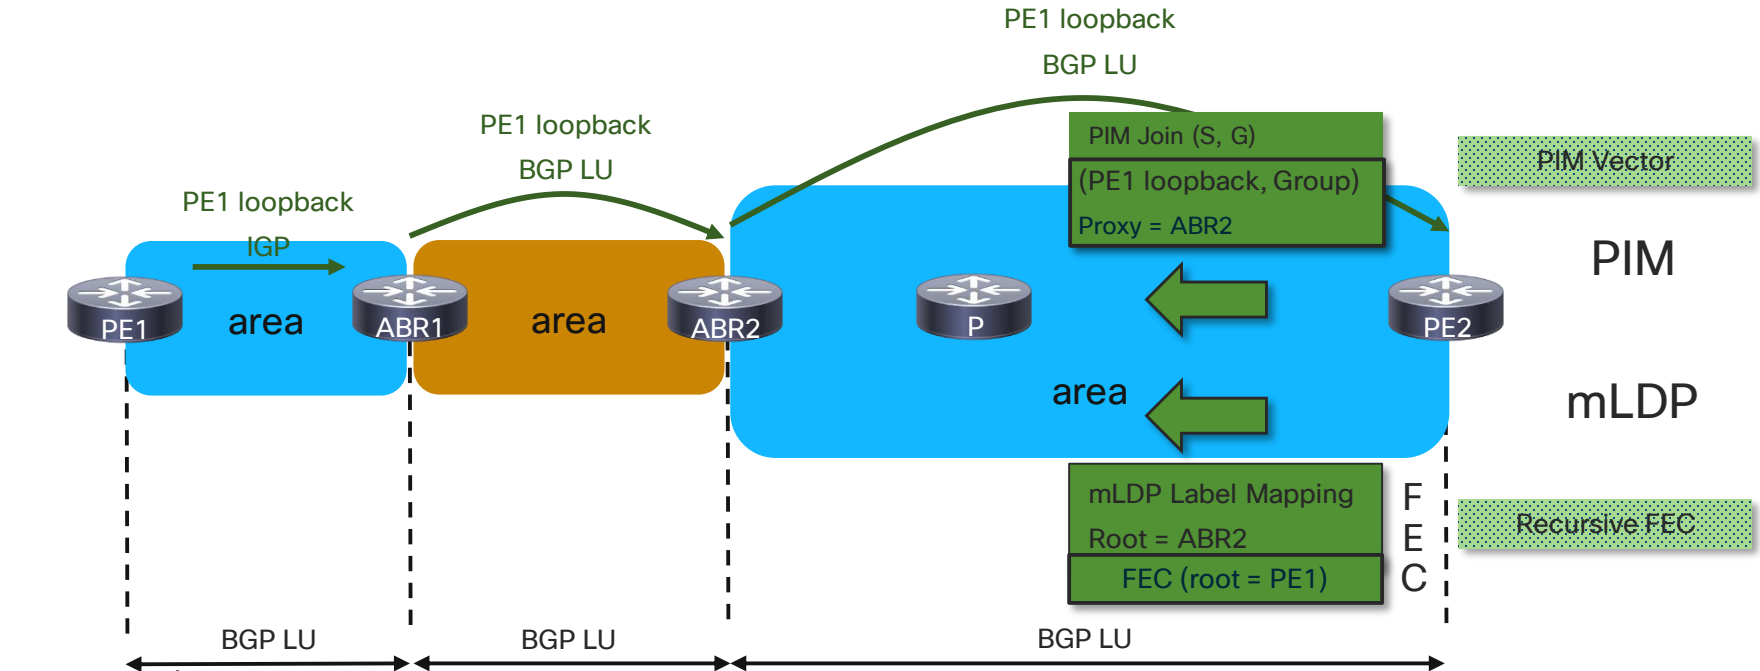 PE1 loopback
BGP LU
PE1 loopback
BGP LU
PE1 loopback
IGP
PIM Join (S, G)
(PE1 loopback, Group)
Proxy = ABR2
PIM Vector
PIM
PE1
area
ABR1
area
ABR2
P
PE2
area
mLDP
mLDP Label Mapping
Root = ABR2
FEC (root = PE1)
F
E
C
Recursive FEC
BGP LU
BGP LU
BGP LU